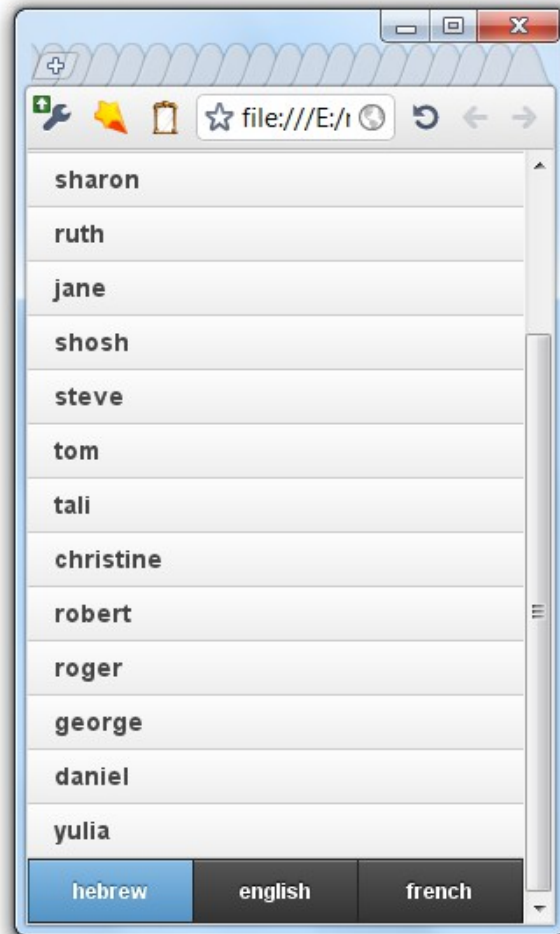 file:///E:/
sharon
ruth
jane
shosh
steve
tom
tali
christine
robert
roger
george
daniel
yulia
hebrew english french